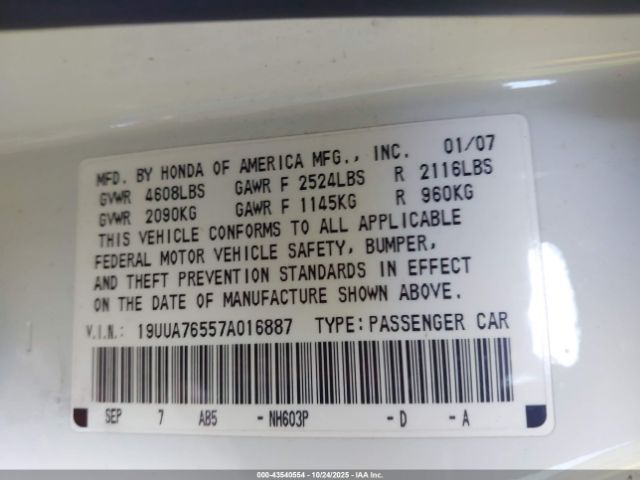 MFD. BY HONDA OF AMERICA MFG., INC. 01/07
GVWR 4608LBS GAWR F 2524LBS R 2116LBS
GVWR 2090KG GAWR F 1145KG R 960KG
THIS VEHICLE CONFORMS TO ALL APPLICABLE
FEDERAL MOTOR VEHICLE SAFETY, BUMPER,
AND THEFT PREVENTION STANDARDS IN EFFECT
ON THE DATE OF MANUFACTURE SHOWN ABOVE.
V.I.N.: 19UUA76557A016887 TYPE: PASSENGER CAR
SEP 7 AB5 -NH603P -D -A
000-43540554 - 10/24/2025 - IAA Inc.